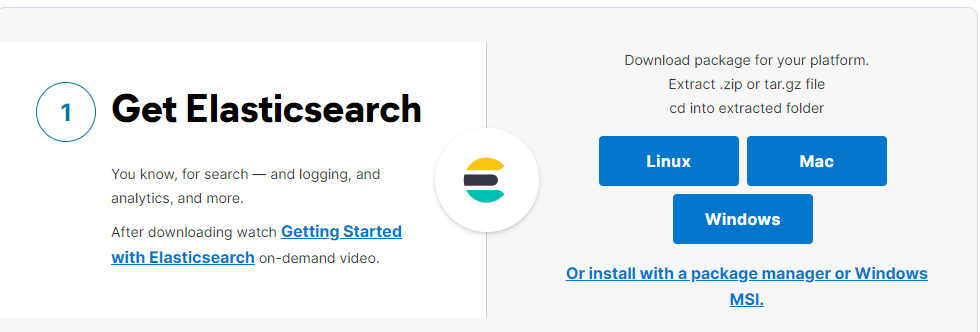 1
Get Elasticsearch
You know, for search — and logging, and
analytics, and more.
After downloading watch Getting Started
with Elasticsearch on-demand video.
Download package for your platform.
Extract .zip or tar.gz file
cd into extracted folder
Linux
Mac
Windows
Or install with a package manager or Windows
MSI.